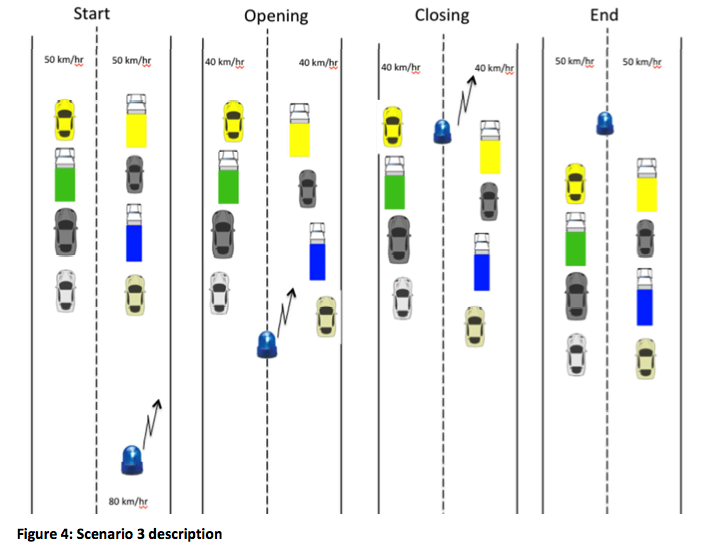 Start Opening Closing End
50 km/hr 50 km/hr 40 km/hr 40 km/hr 40 km/hr 40 km/hr 50 km/hr 50 km/hr
80 km/hr
Figure 4: Scenario 3 description